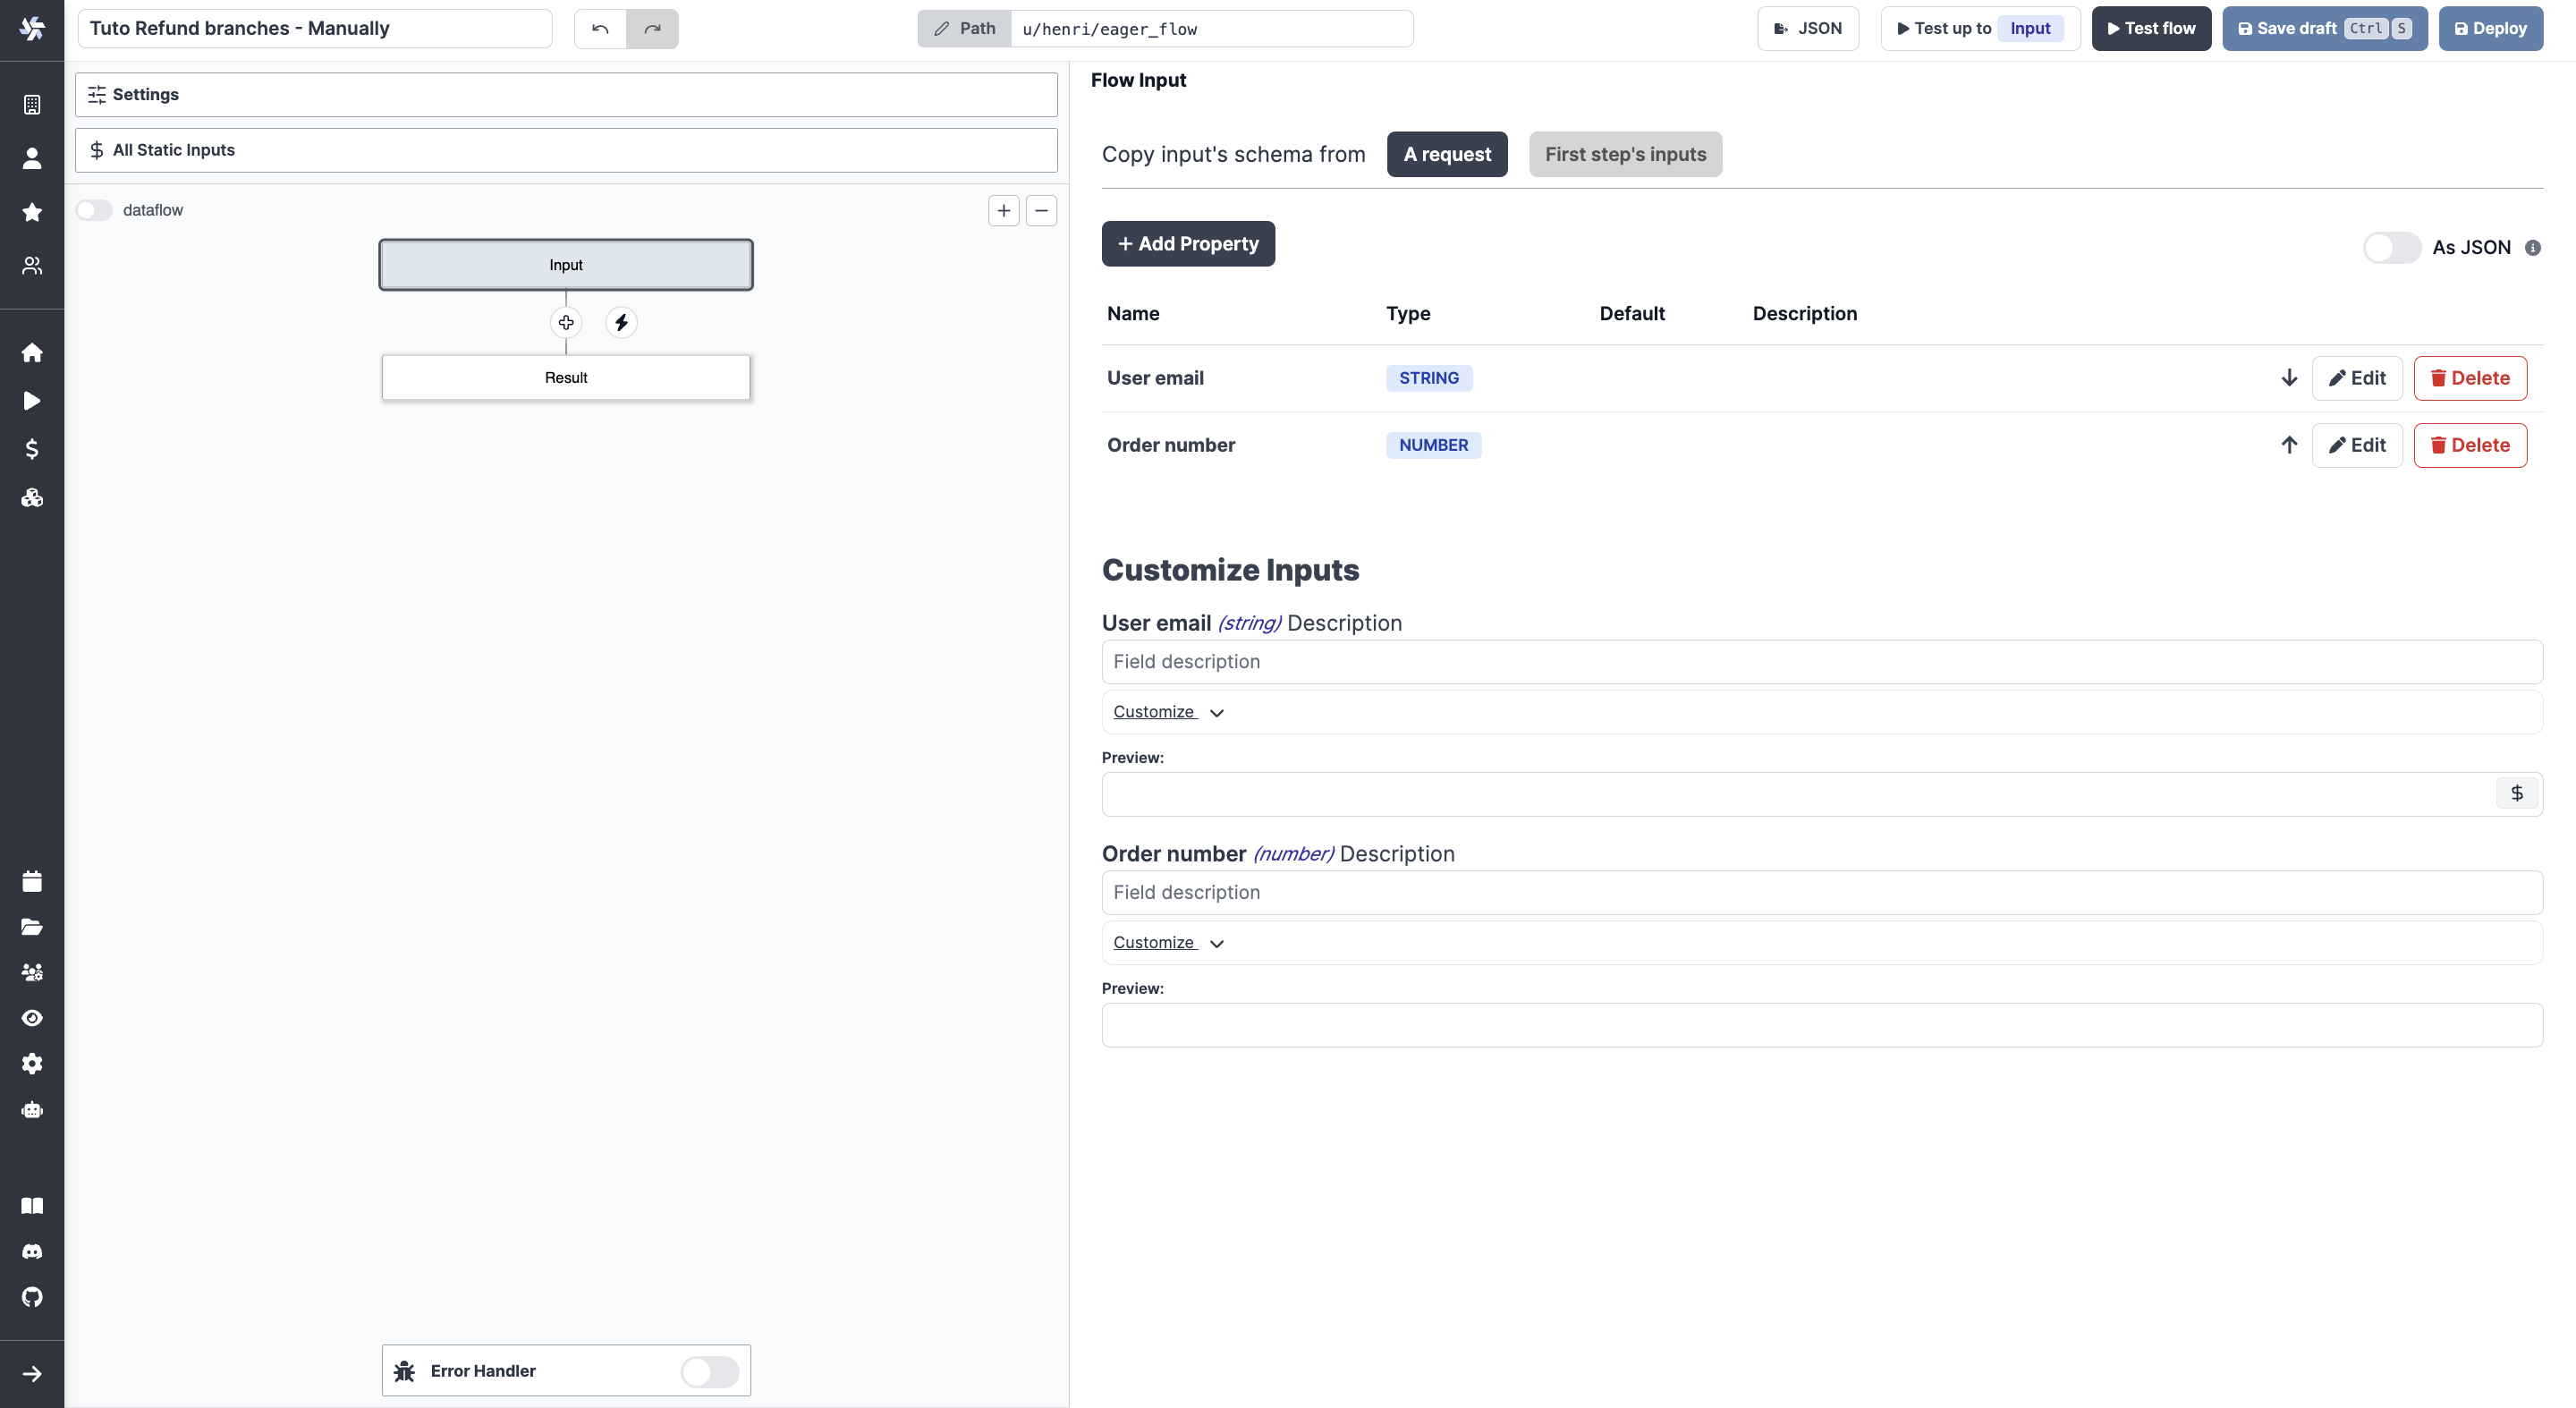 Tuto Refund branches - Manually
Path
u/henri/eager_flow
JSON
Test up to Input
Test flow
Save draft Ctrl S
Deploy
Settings
All Static Inputs
dataflow
Input
Result
Error Handler
Flow Input
Copy input's schema from
A request
First step's inputs
+ Add Property
As JSON
Name Type Default Description
User email STRING Edit Delete
Order number NUMBER Edit Delete
Customize Inputs
User email (string) Description
Field description
Customize
Preview:
$
Order number (number) Description
Field description
Customize
Preview: